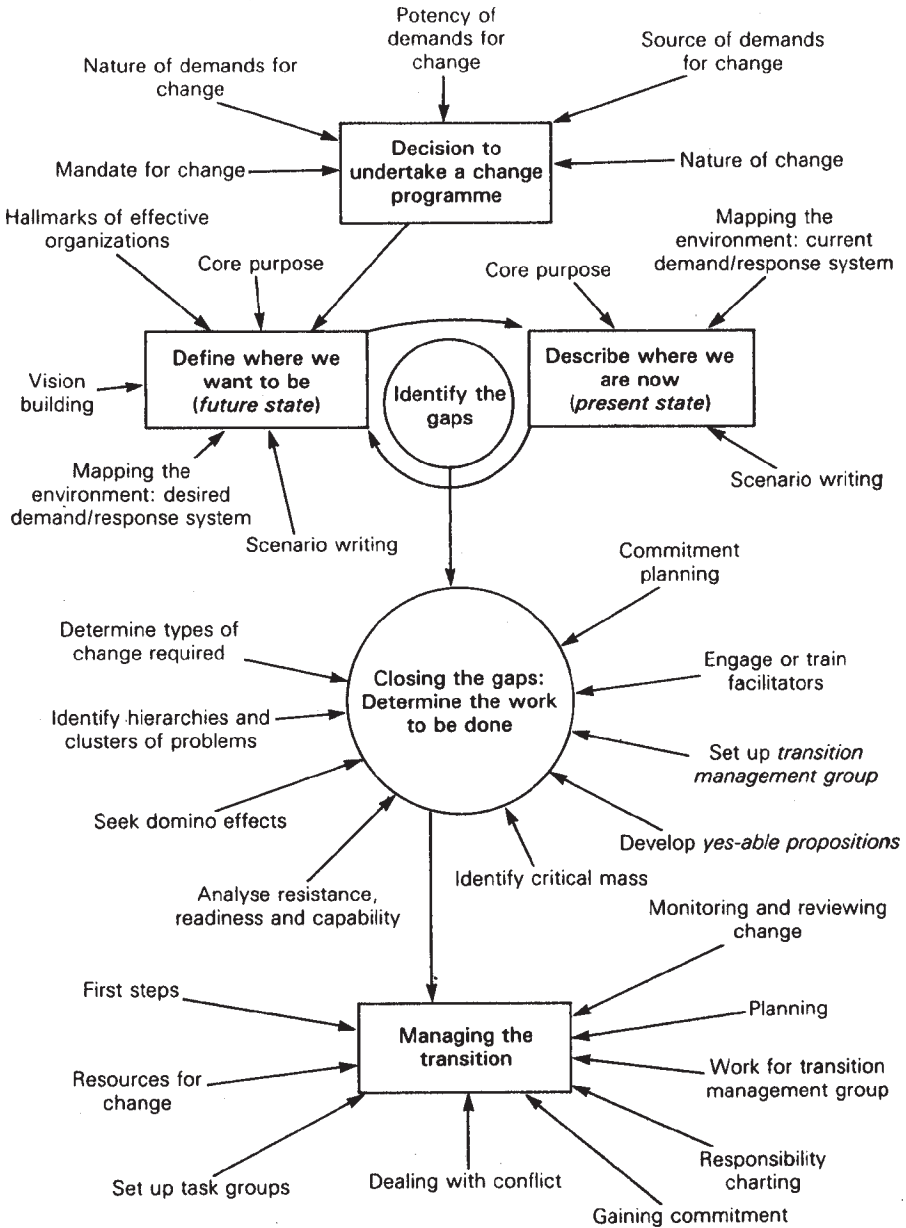 Potency of
demands for
change
Source of demands
for change
Nature of demands for
change
Decision to
undertake a change
programme
Mandate for change
Nature of change
Hallmarks of effective
organizations
Core purpose
Core purpose
Mapping the
environment: current
demand/response system
Define where we
want to be
(future state)
Identify the
gaps
Describe where we
are now
(present state)
Vision
building
Mapping the
environment: desired
demand/response system
Scenario writing
Scenario writing
Commitment
planning
Determine types of
change required
Closing the gaps:
Determine the work
to be done
Engage or train
facilitators
Identify hierarchies and
clusters of problems
Set up transition
management group
Seek domino effects
Develop yes-able propositions
Analyse resistance,
readiness and capability
Identify critical mass
Monitoring and reviewing
change
First steps
Managing the
transition
Planning
Resources for
change
Work for transition
management group
Set up task groups
Dealing with conflict
Responsibility
charting
Gaining commitment